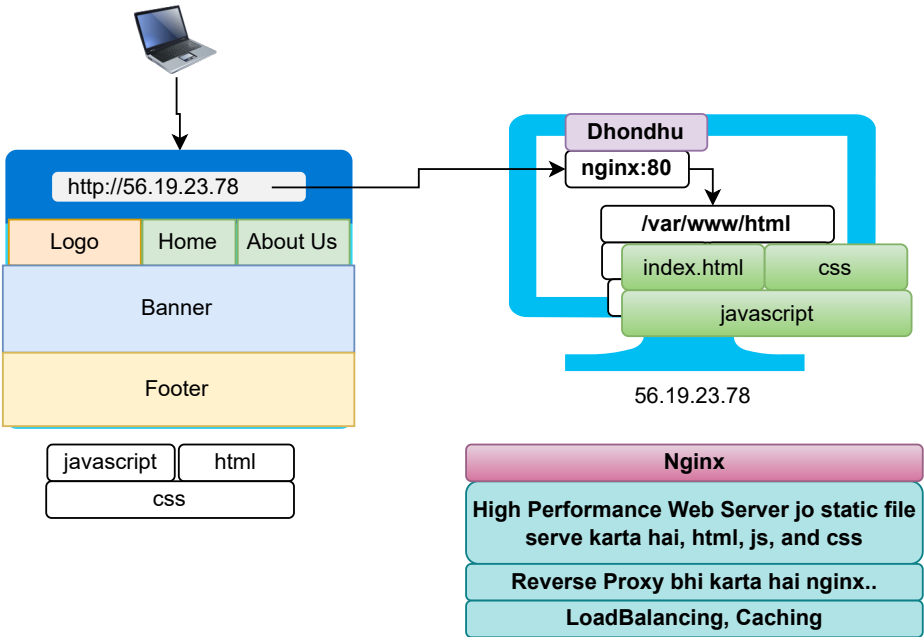 http://56.19.23.78
Logo
Home
About Us
Banner
Footer
javascript
html
css
Dhondhu
nginx:80
/var/www/html
index.html
css
javascript
56.19.23.78
Nginx
High Performance Web Server jo static file
serve karta hai, html, js, and css
Reverse Proxy bhi karta hai nginx..
LoadBalancing, Caching